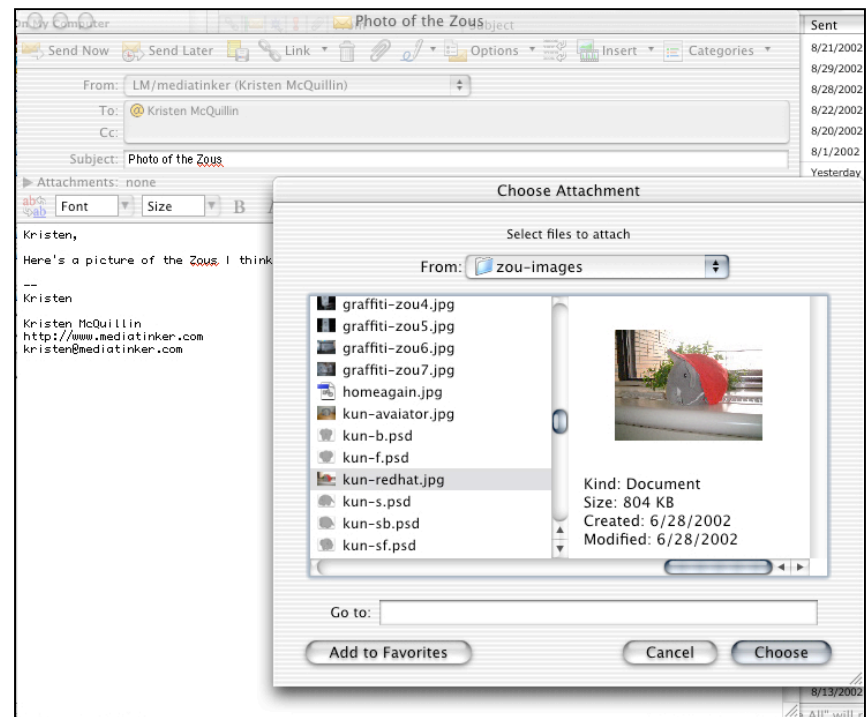 On My Computer
Photo of the Zous
Subject
Sent
Send Now
Send Later
Link
Options
Insert
Categories
8/21/2002
8/29/2002
8/28/2002
8/22/2002
8/20/2002
8/1/2002
Yesterday
From: LM/mediatinker (Kristen McQuillin)
To: @ Kristen McQuillin
Cc:
Subject: Photo of the Zous
Attachments: none
Font
Size
B
Kristen,
Here's a picture of the Zous I think
--
Kristen
Kristen McQuillin
http://www.mediatinker.com
kristen@mediatinker.com
Choose Attachment
Select files to attach
From: zou-images
graffiti-zou4.jpg
graffiti-zou5.jpg
graffiti-zou6.jpg
graffiti-zou7.jpg
homeagain.jpg
kun-avaiator.jpg
kun-b.psd
kun-f.psd
kun-redhat.jpg
kun-s.psd
kun-sb.psd
kun-sf.psd
Kind: Document
Size: 804 KB
Created: 6/28/2002
Modified: 6/28/2002
Go to:
Add to Favorites
Cancel
Choose
8/13/2002
All" will